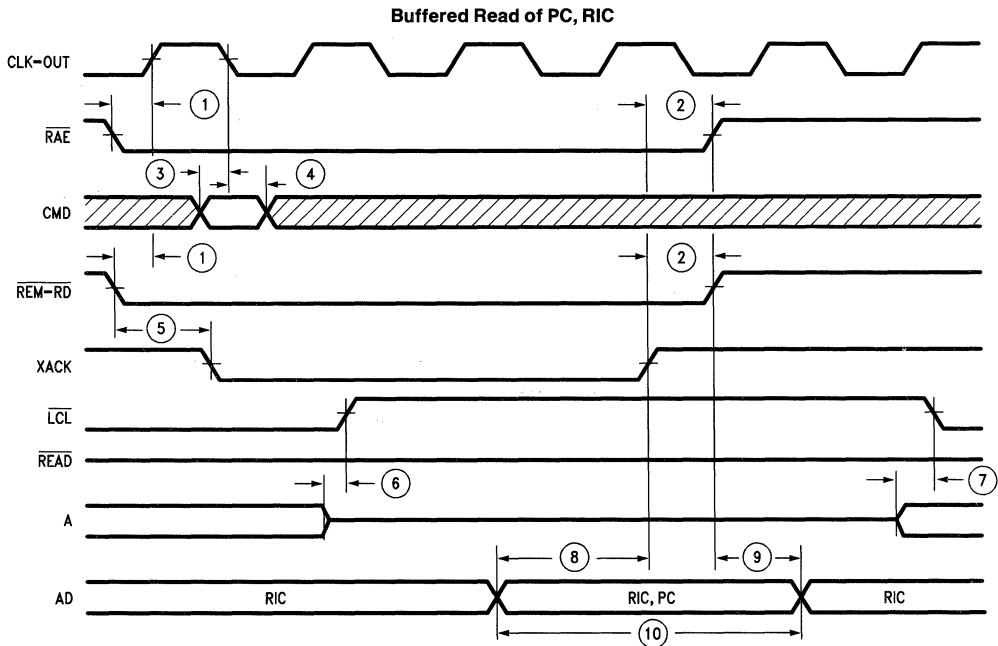 Buffered Read of PC, RIC
CLK-OUT
1
2
RAE
3
4
CMD
1
2
REM-RD
5
XACK
LCL
READ
6
7
A
8
9
AD
RIC
RIC, PC
RIC
10